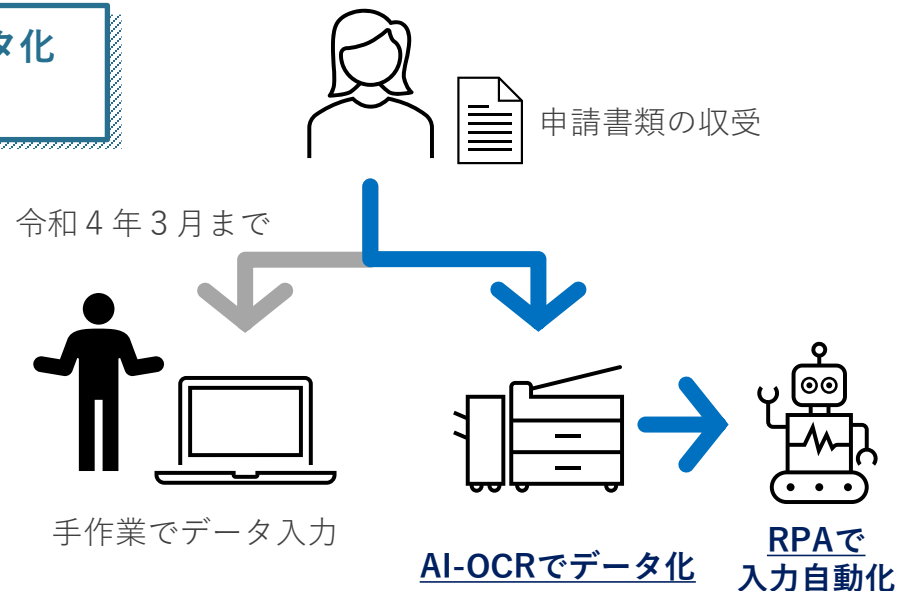 タ化
申請書類の収受
令和４年３月まで
手作業でデータ入力
AI-OCRでデータ化
RPAで
入力自動化